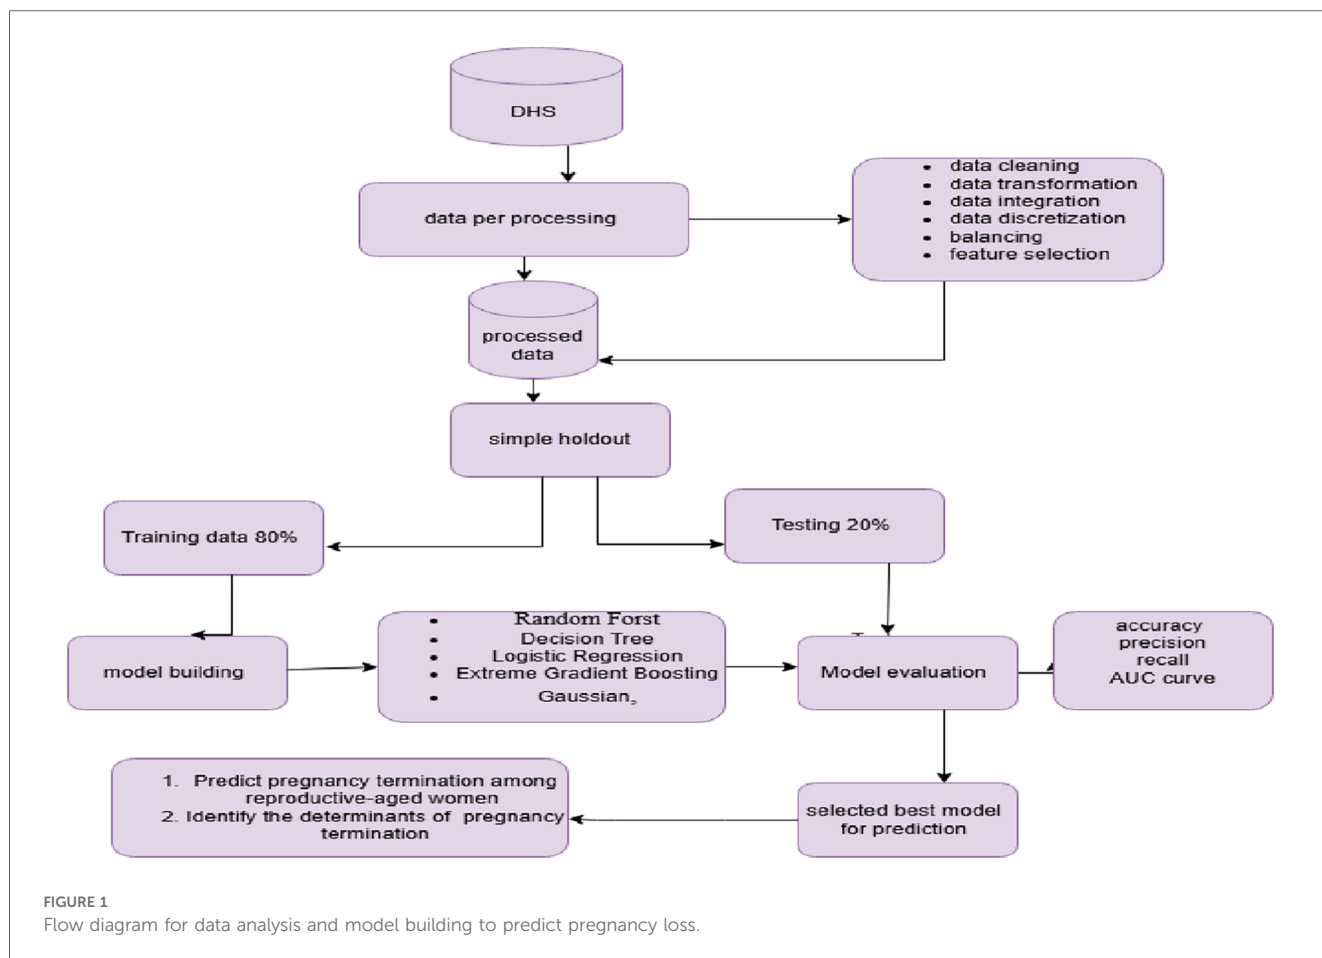 DHS
data per processing
• data cleaning
• data transformation
• data integration
• data discretization
• balancing
• feature selection
processed
data
simple holdout
Training data 80%
Testing 20%
model building
• Random Forst
• Decision Tree
• Logistic Regression
• Extreme Gradient Boosting
• Gaussian,
Model evaluation
accuracy
precision
recall
AUC curve
selected best model
for prediction
1. Predict pregnancy termination among
reproductive-aged women
2. Identify the determinants of pregnancy
termination
FIGURE 1
Flow diagram for data analysis and model building to predict pregnancy loss.